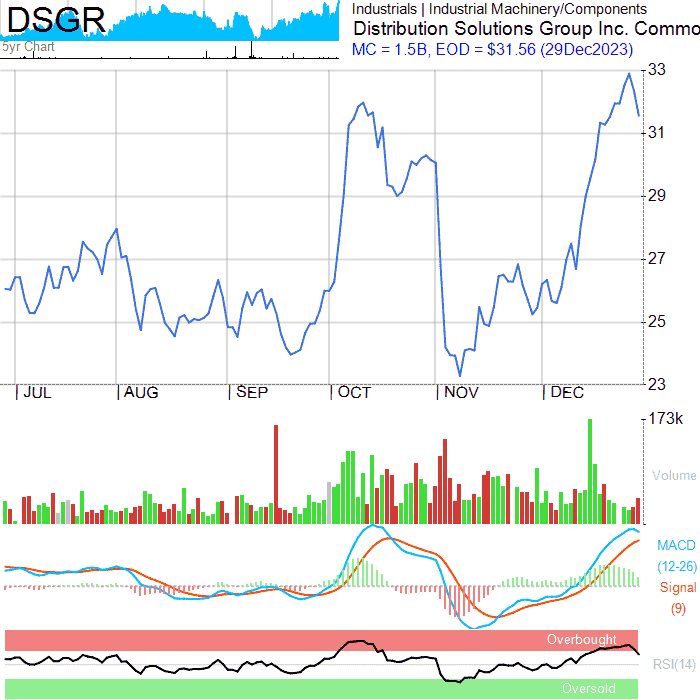 DSGR
5yr Chart
Industrials | Industrial Machinery/Components
Distribution Solutions Group Inc. Commo
MC = 1.5B, EOD = $31.56 (29Dec2023)
33
31
29
27
25
23
JUL AUG SEP OCT NOV DEC
173k
Volume
MACD
(12-26)
Signal
(9)
Overbought
RSI(14)
Oversold